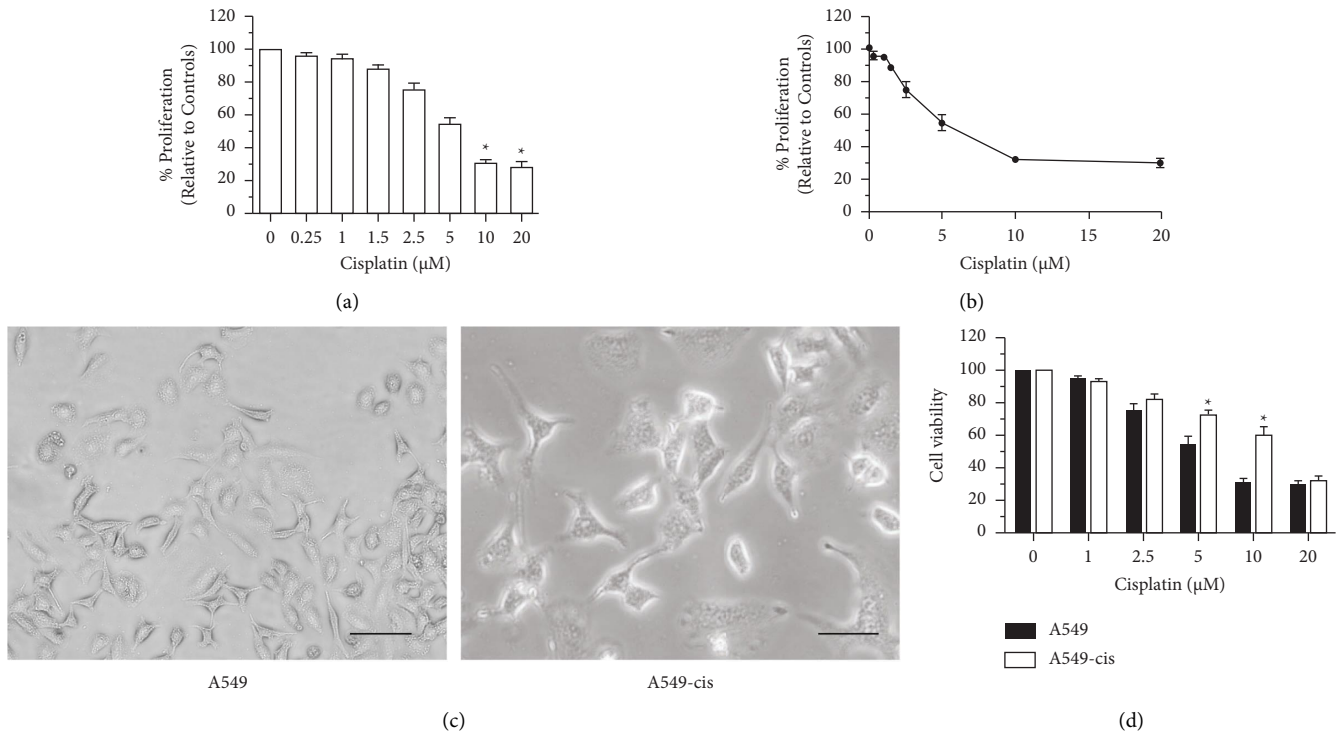 % Proliferation
(Relative to Controls)
120
100
80
60
40
20
0
0 0.25 1 1.5 2.5 5 10 20
* *
Cisplatin (µM)
(a)
% Proliferation
(Relative to Controls)
120
100
80
60
40
20
0
0 5 10 15 20
Cisplatin (µM)
(b)
A549
A549-cis
(c)
Cell viability
120
100
80
60
40
20
0
* *
0 1 2.5 5 10 20
Cisplatin (µM)
A549
A549-cis
(d)